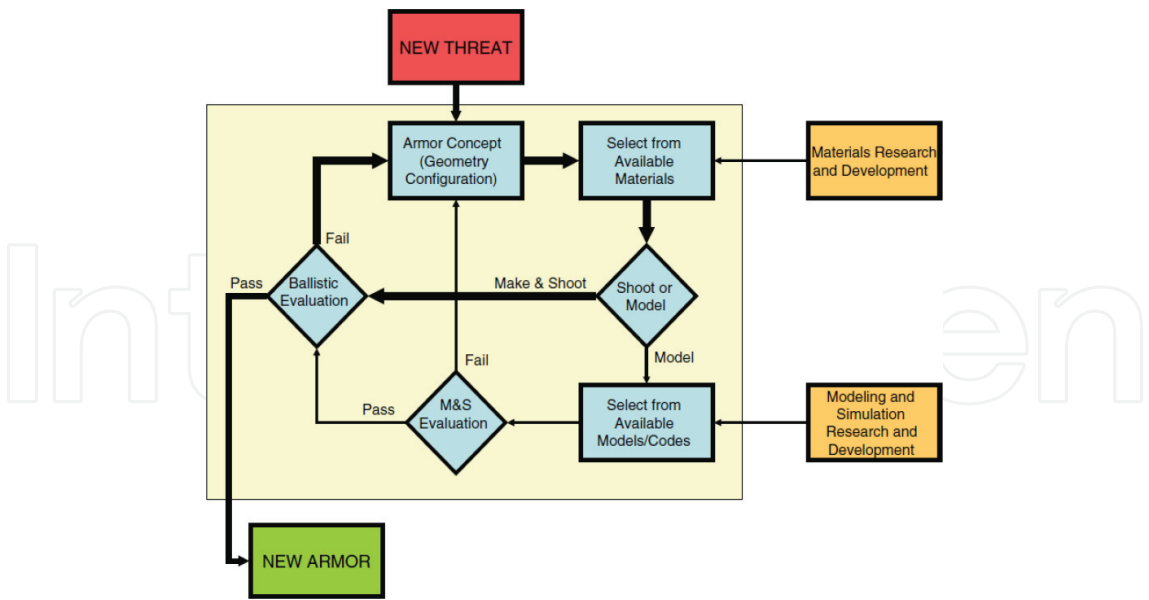 NEW THREAT
Armor Concept
(Geometry
Configuration)
Select from
Available
Materials
Materials Research
and Development
Fail
Pass
Ballistic
Evaluation
Make & Shoot
Shoot or
Model
Model
Fail
Pass
M&S
Evaluation
Select from
Available
Models/Codes
Modeling and
Simulation
Research and
Development
NEW ARMOR
Int
en